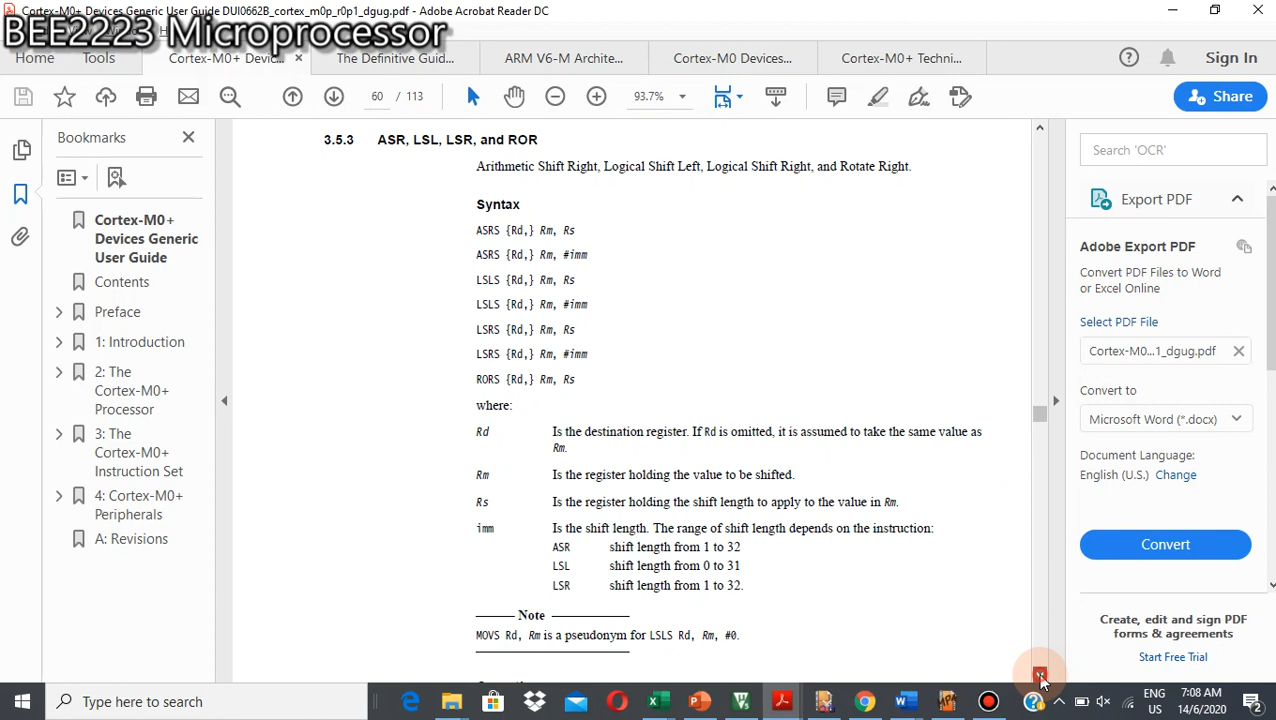 Cortex-M0+ Devices Generic User Guide DUI0662B_cortex_m0p_r0p1_dgug.pdf - Adobe Acrobat Reader DC
BEE2223 Microprocessor
Home
Tools
Cortex-M0+ Devic...
The Definitive Guid...
ARM V6-M Archite...
Cortex-M0 Devices...
Cortex-M0+ Techni...
Sign In
60 / 113
93.7%
Share
Bookmarks
Cortex-M0+
Devices Generic
User Guide
Contents
Preface
1: Introduction
2: The
Cortex-M0+
Processor
3: The
Cortex-M0+
Instruction Set
4: Cortex-M0+
Peripherals
A: Revisions
3.5.3 ASR, LSL, LSR, and ROR
Arithmetic Shift Right, Logical Shift Left, Logical Shift Right, and Rotate Right.
Syntax
ASRS {Rd,} Rm, Rs
ASRS {Rd,} Rm, #imm
LSLS {Rd,} Rm, Rs
LSLS {Rd,} Rm, #imm
LSRS {Rd,} Rm, Rs
LSRS {Rd,} Rm, #imm
RORS {Rd,} Rm, Rs
where:
Rd Is the destination register. If Rd is omitted, it is assumed to take the same value as
Rm.
Rm Is the register holding the value to be shifted.
Rs Is the register holding the shift length to apply to the value in Rm.
imm Is the shift length. The range of shift length depends on the instruction:
ASR shift length from 1 to 32
LSL shift length from 0 to 31
LSR shift length from 1 to 32.
Note
MOVS Rd, Rm is a pseudonym for LSLS Rd, Rm, #0.
Search 'OCR'
Export PDF
Adobe Export PDF
Convert PDF Files to Word
or Excel Online
Select PDF File
Cortex-M0...1_dgug.pdf
Convert to
Microsoft Word (*.docx)
Document Language:
English (U.S.) Change
Convert
Create, edit and sign PDF
forms & agreements
Start Free Trial
Type here to search
ENG
US
7:08 AM
14/6/2020
2